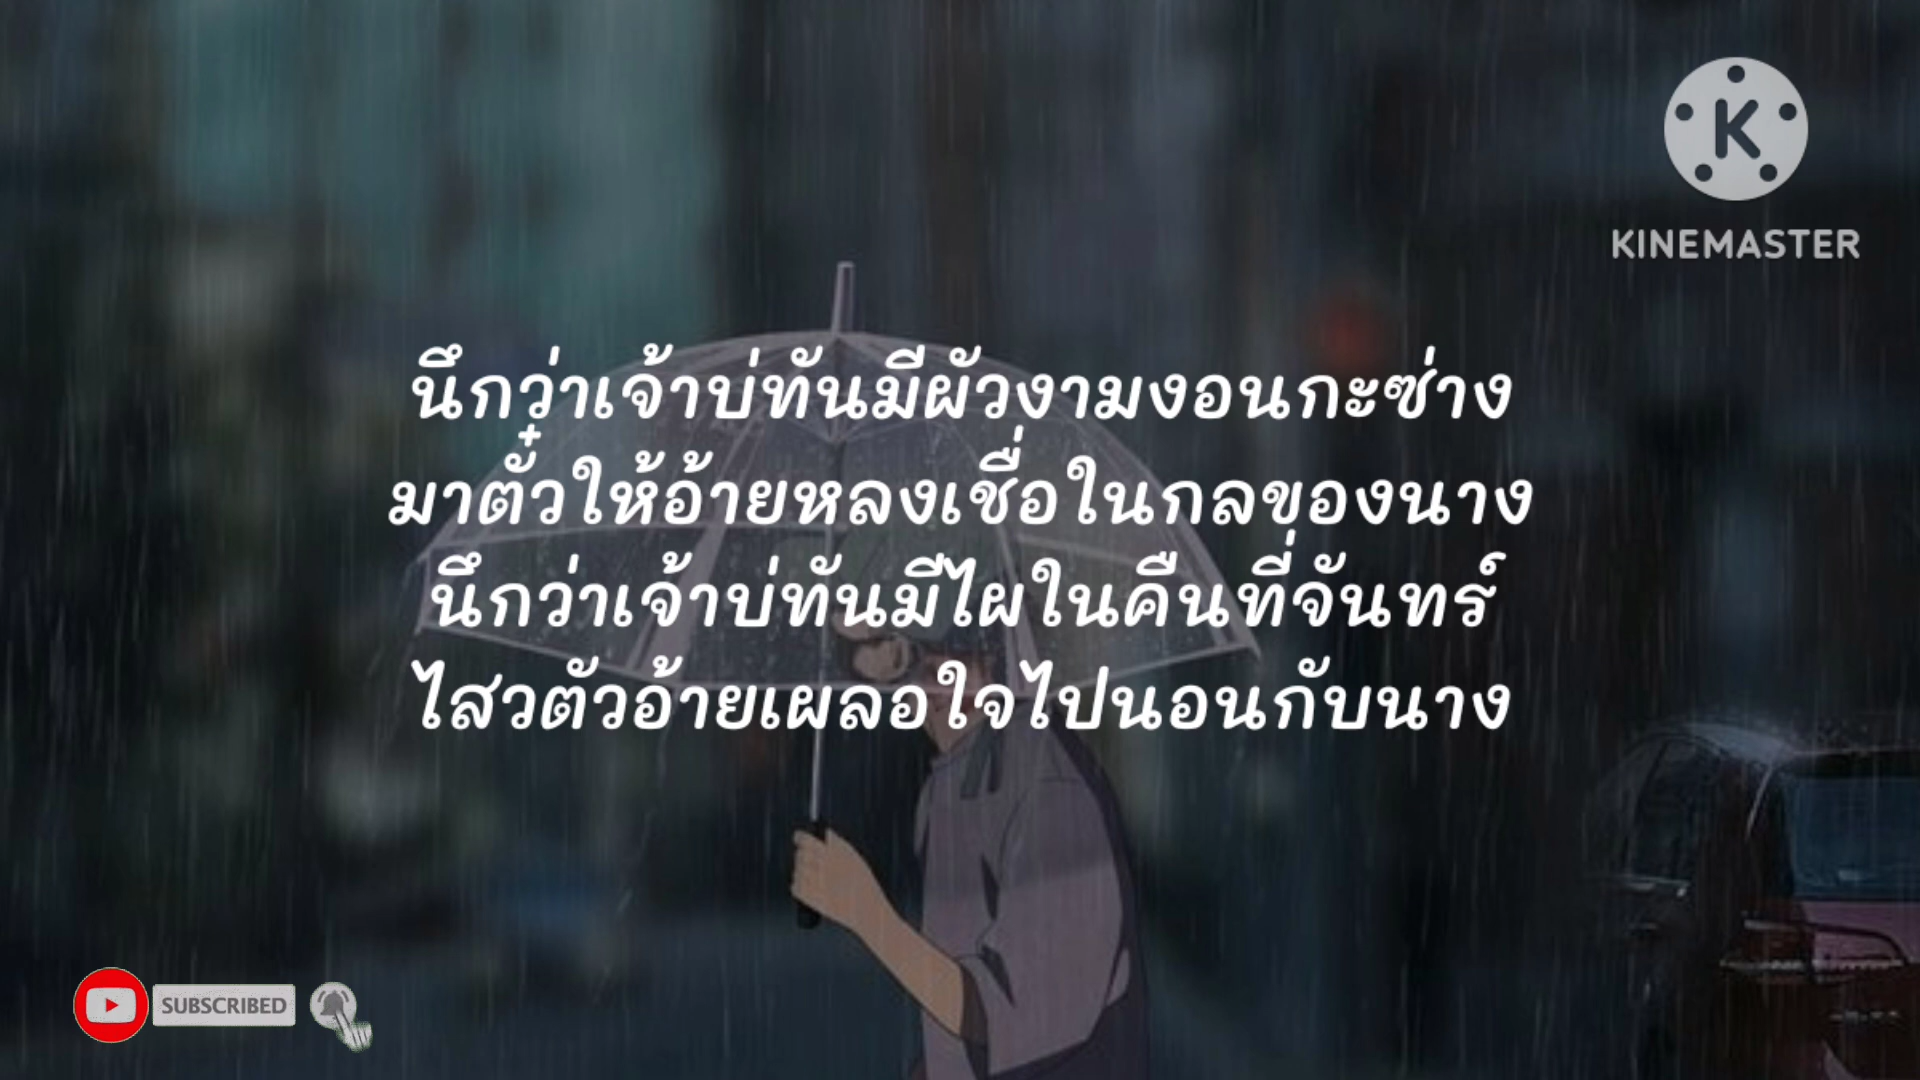 KINEMASTER
นึกว่าเจ้าบ่ทันมีผัวงามงอนกะซ่าง
มาตั๋วให้อ้ายหลงเชื่อในกลของนาง
นึกว่าเจ้าบ่ทันมีไผในคืนที่จันทร์
ไสวตัวอ้ายเผลอใจไปนอนกับนาง
SUBSCRIBED